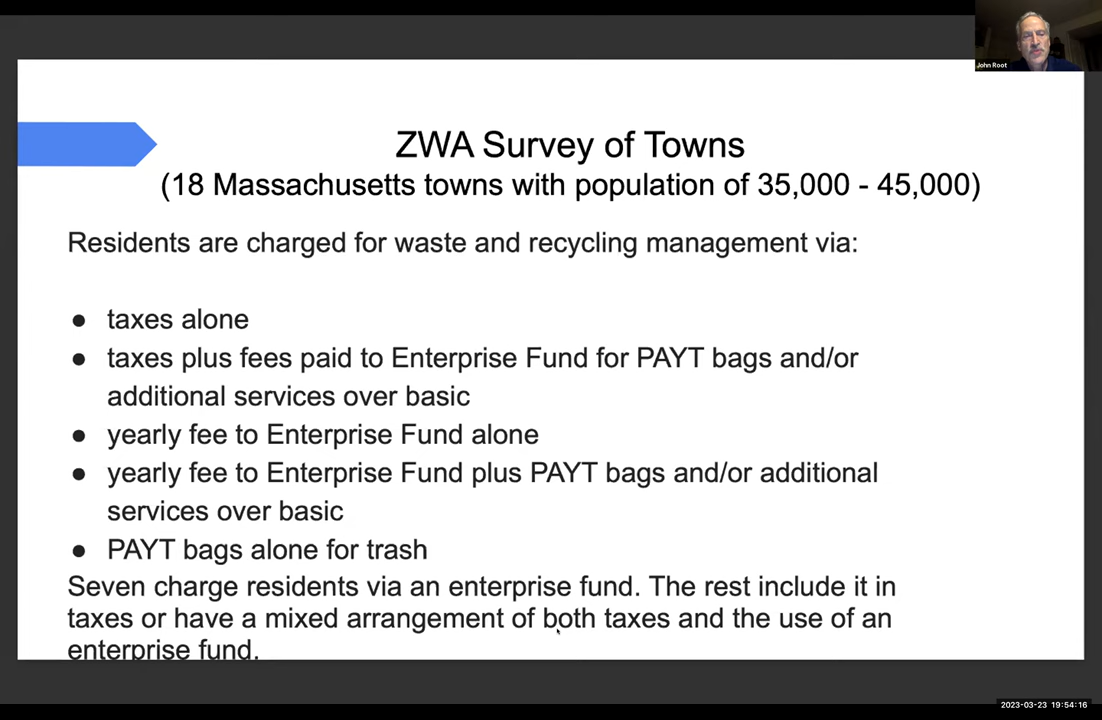 John Root
ZWA Survey of Towns
(18 Massachusetts towns with population of 35,000 - 45,000)
Residents are charged for waste and recycling management via:
● taxes alone
● taxes plus fees paid to Enterprise Fund for PAYT bags and/or
additional services over basic
● yearly fee to Enterprise Fund alone
● yearly fee to Enterprise Fund plus PAYT bags and/or additional
services over basic
● PAYT bags alone for trash
Seven charge residents via an enterprise fund. The rest include it in
taxes or have a mixed arrangement of both taxes and the use of an
enterprise fund.
2023-03-23 19:54:16